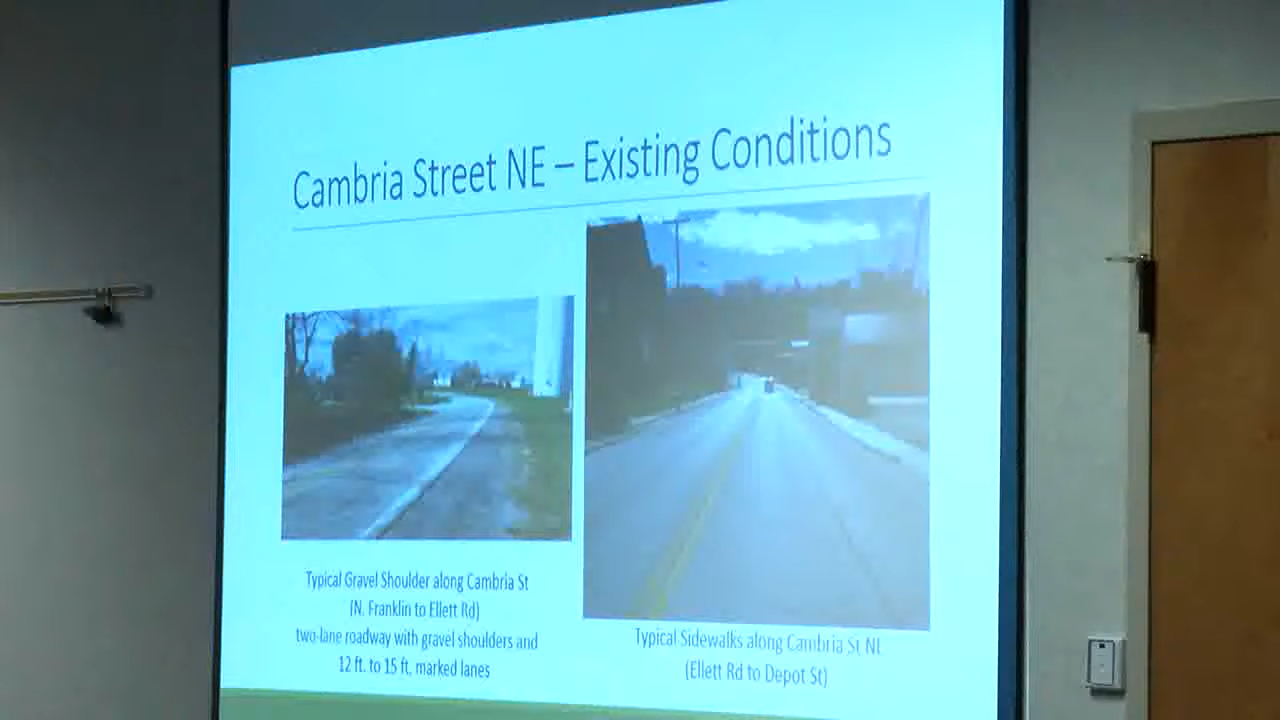 Cambria Street NE – Existing Conditions
Typical Gravel Shoulder along Cambria St
(N. Franklin to Ellett Rd)
two-lane roadway with gravel shoulders and
12 ft. to 15 ft. marked lanes
Typical Sidewalks along Cambria St NE
(Ellett Rd to Depot St)